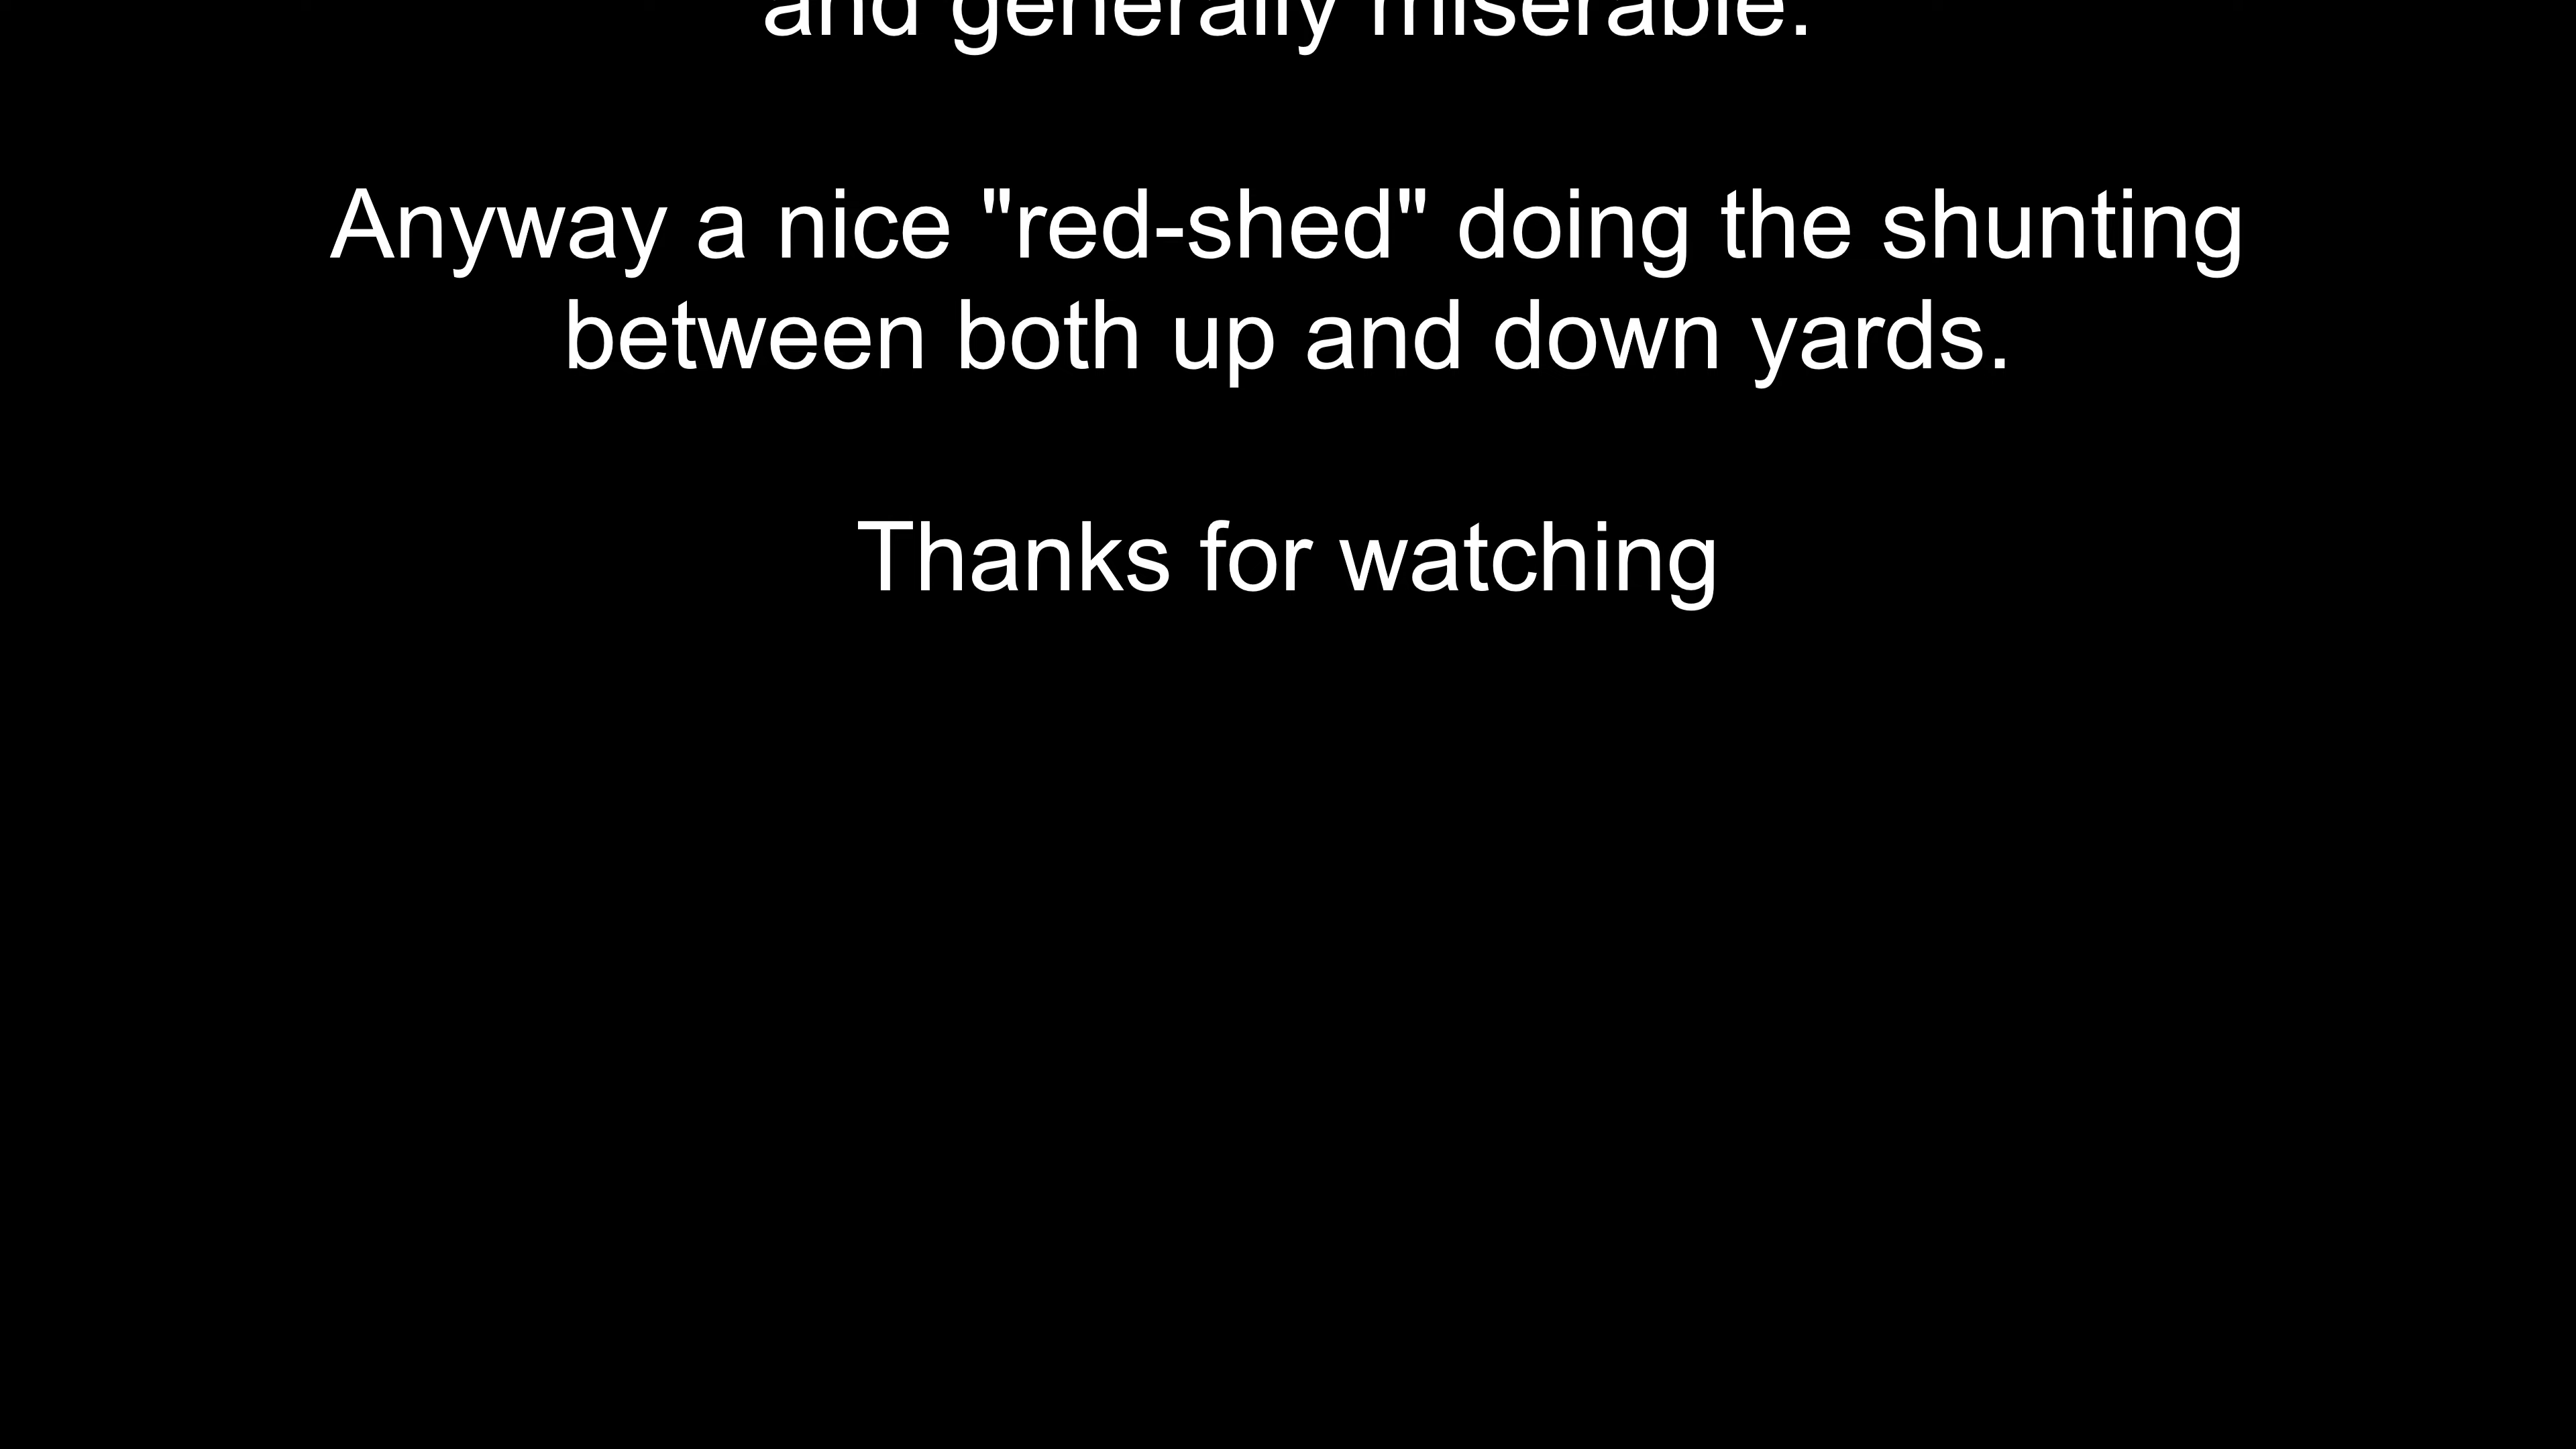 and generally miserable.
Anyway a nice "red-shed" doing the shunting
between both up and down yards.
Thanks for watching